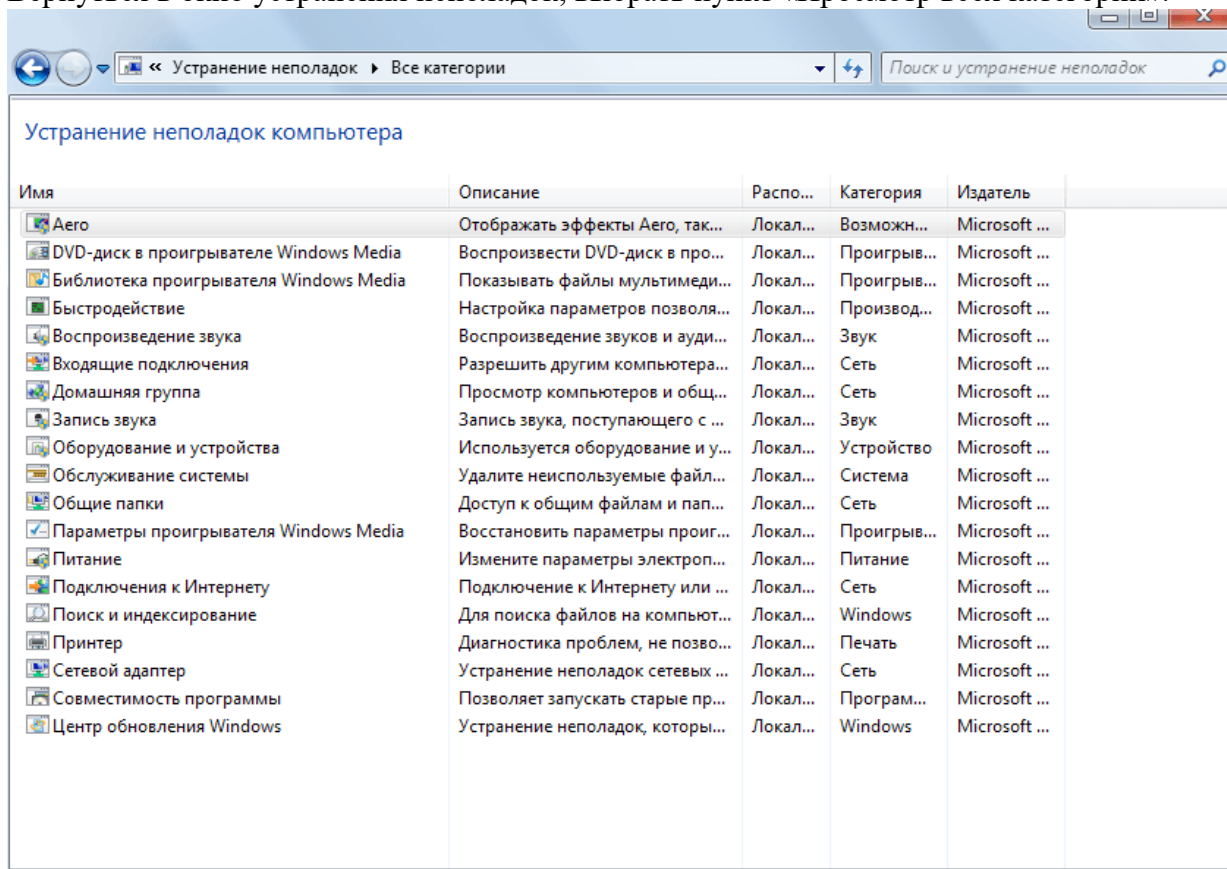 Вернуться в окно устранения неполадок, выбрать пункт «Просмотр всех категорий».
« Устранение неполадок Все категории Поиск и устранение неполадок
Устранение неполадок компьютера
Имя Описание Распо... Категория Издатель
Aero Отображать эффекты Aero, так... Локал... Возможн... Microsoft ...
DVD-диск в проигрывателе Windows Media Воспроизвести DVD-диск в про... Локал... Проигрыв... Microsoft ...
Библиотека проигрывателя Windows Media Показывать файлы мультимеди... Локал... Проигрыв... Microsoft ...
Быстродействие Настройка параметров позволя... Локал... Производ... Microsoft ...
Воспроизведение звука Воспроизведение звуков и ауди... Локал... Звук Microsoft ...
Входящие подключения Разрешить другим компьютера... Локал... Сеть Microsoft ...
Домашняя группа Просмотр компьютеров и общ... Локал... Сеть Microsoft ...
Запись звука Запись звука, поступающего с ... Локал... Звук Microsoft ...
Оборудование и устройства Используется оборудование и у... Локал... Устройство Microsoft ...
Обслуживание системы Удалите неиспользуемые файл... Локал... Система Microsoft ...
Общие папки Доступ к общим файлам и пап... Локал... Сеть Microsoft ...
Параметры проигрывателя Windows Media Восстановить параметры проиг... Локал... Проигрыв... Microsoft ...
Питание Измените параметры электроп... Локал... Питание Microsoft ...
Подключения к Интернету Подключение к Интернету или ... Локал... Сеть Microsoft ...
Поиск и индексирование Для поиска файлов на компьют... Локал... Windows Microsoft ...
Принтер Диагностика проблем, не позво... Локал... Печать Microsoft ...
Сетевой адаптер Устранение неполадок сетевых ... Локал... Сеть Microsoft ...
Совместимость программы Позволяет запускать старые пр... Локал... Програм... Microsoft ...
Центр обновления Windows Устранение неполадок, которы... Локал... Windows Microsoft ...